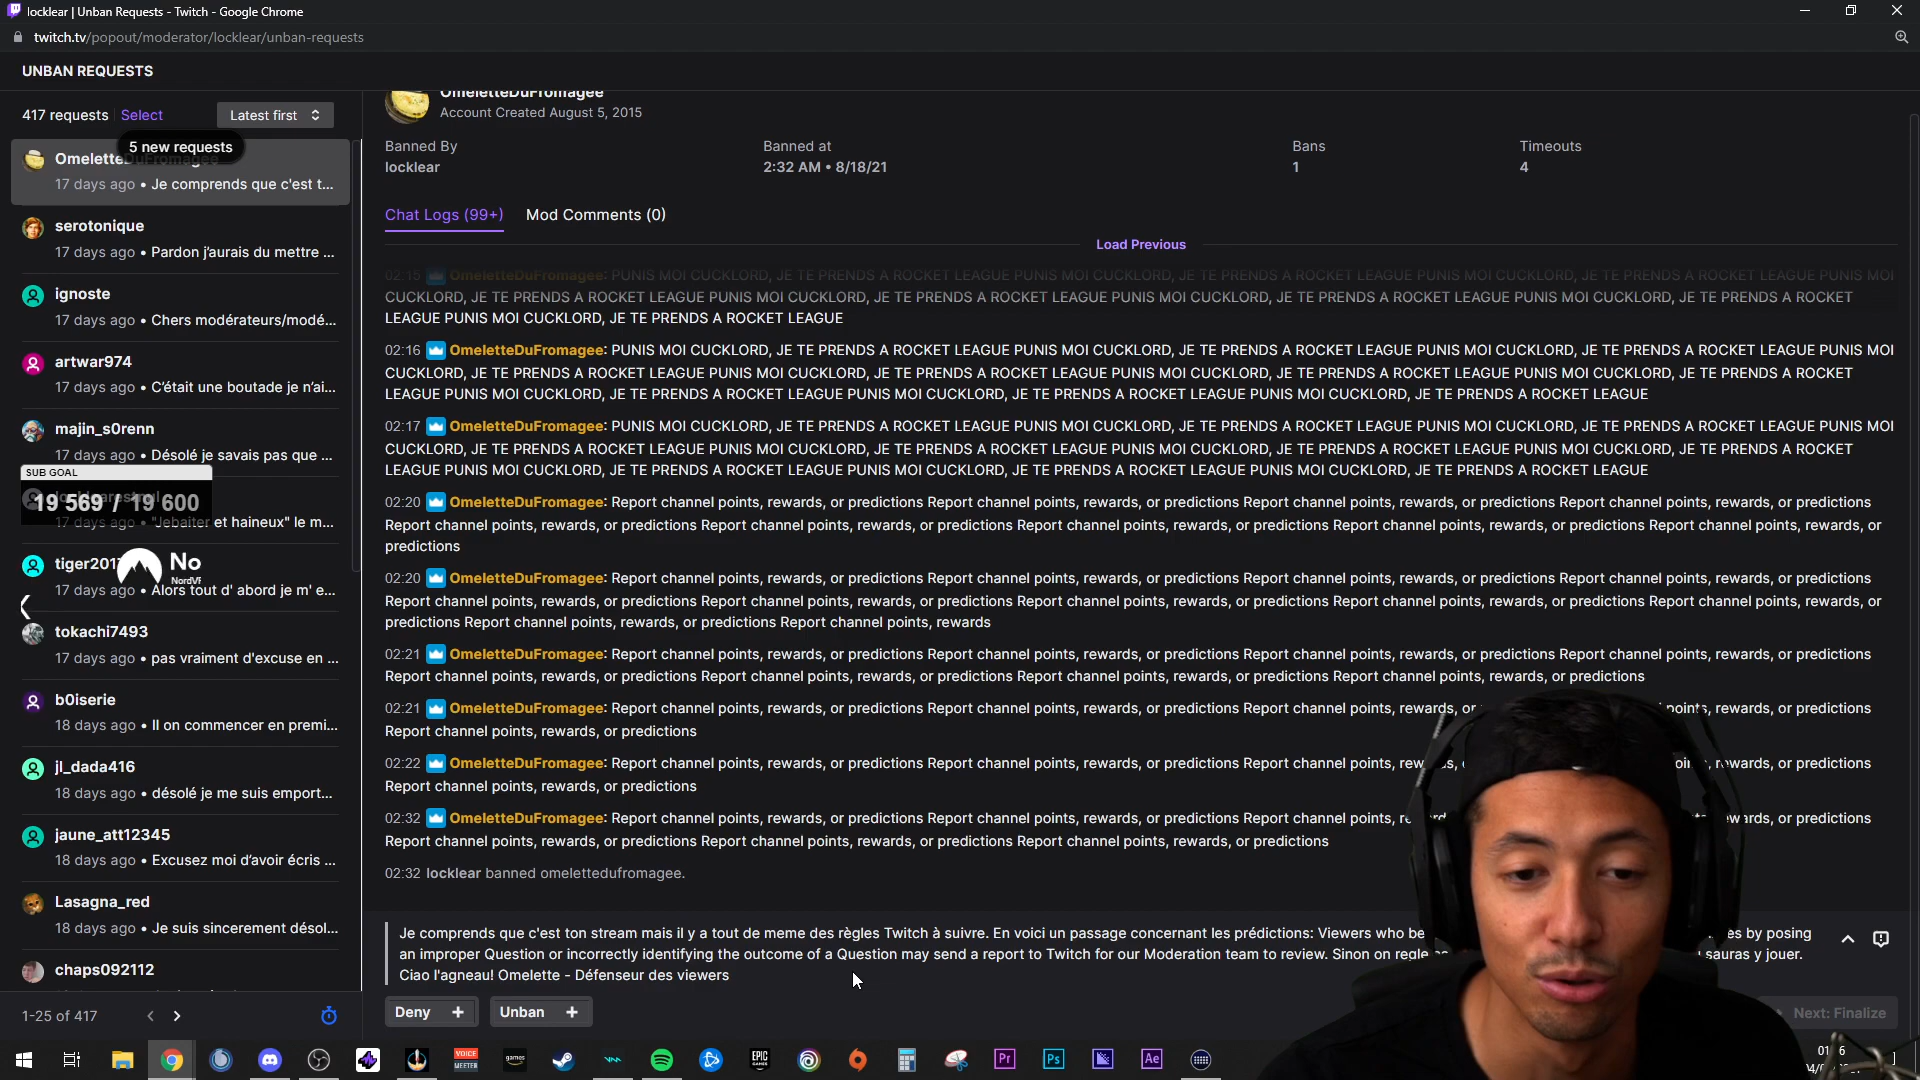 locklear | Unban Requests - Twitch - Google Chrome
twitch.tv/popout/moderator/locklear/unban-requests
UNBAN REQUESTS
417 requests Select Latest first
5 new requests
OmeletteDuFromagee
17 days ago • Je comprends que c'est t...
serotonique
17 days ago • Pardon j'aurais du mettre ...
ignoste
17 days ago • Chers modérateurs/modé...
artwar974
17 days ago • C'était une boutade je n'ai...
majin_s0renn
17 days ago • Désolé je savais pas que ...
SUB GOAL
19 569 / 19 600
17 days ago • "Jebaiter et haineux" le m...
No
NordVP
17 days ago • Alors tout d' abord je m' e...
tokachi7493
17 days ago • pas vraiment d'excuse en ...
b0iserie
18 days ago • Il on commencer en premi...
jl_dada416
18 days ago • désolé je me suis emport...
jaune_att12345
18 days ago • Excusez moi d'avoir écris ...
Lasagna_red
18 days ago • Je suis sincerement désol...
chaps092112
1-25 of 417
OmeletteDuFromagee
Account Created August 5, 2015
Banned By Banned at Bans Timeouts
locklear 2:32 AM • 8/18/21 1 4
Chat Logs (99+) Mod Comments (0)
Load Previous
02:15 OmeletteDuFromagee: PUNIS MOI CUCKLORD, JE TE PRENDS A ROCKET LEAGUE PUNIS MOI CUCKLORD, JE TE PRENDS A ROCKET LEAGUE PUNIS MOI CUCKLORD, JE TE PRENDS A ROCKET LEAGUE PUNIS MOI
CUCKLORD, JE TE PRENDS A ROCKET LEAGUE PUNIS MOI CUCKLORD, JE TE PRENDS A ROCKET LEAGUE PUNIS MOI CUCKLORD, JE TE PRENDS A ROCKET LEAGUE PUNIS MOI CUCKLORD, JE TE PRENDS A ROCKET
LEAGUE PUNIS MOI CUCKLORD, JE TE PRENDS A ROCKET LEAGUE
02:16 OmeletteDuFromagee: PUNIS MOI CUCKLORD, JE TE PRENDS A ROCKET LEAGUE PUNIS MOI CUCKLORD, JE TE PRENDS A ROCKET LEAGUE PUNIS MOI CUCKLORD, JE TE PRENDS A ROCKET LEAGUE PUNIS MOI
CUCKLORD, JE TE PRENDS A ROCKET LEAGUE PUNIS MOI CUCKLORD, JE TE PRENDS A ROCKET LEAGUE PUNIS MOI CUCKLORD, JE TE PRENDS A ROCKET LEAGUE PUNIS MOI CUCKLORD, JE TE PRENDS A ROCKET
LEAGUE PUNIS MOI CUCKLORD, JE TE PRENDS A ROCKET LEAGUE PUNIS MOI CUCKLORD, JE TE PRENDS A ROCKET LEAGUE PUNIS MOI CUCKLORD, JE TE PRENDS A ROCKET LEAGUE
02:17 OmeletteDuFromagee: PUNIS MOI CUCKLORD, JE TE PRENDS A ROCKET LEAGUE PUNIS MOI CUCKLORD, JE TE PRENDS A ROCKET LEAGUE PUNIS MOI CUCKLORD, JE TE PRENDS A ROCKET LEAGUE PUNIS MOI
CUCKLORD, JE TE PRENDS A ROCKET LEAGUE PUNIS MOI CUCKLORD, JE TE PRENDS A ROCKET LEAGUE PUNIS MOI CUCKLORD, JE TE PRENDS A ROCKET LEAGUE PUNIS MOI CUCKLORD, JE TE PRENDS A ROCKET
LEAGUE PUNIS MOI CUCKLORD, JE TE PRENDS A ROCKET LEAGUE PUNIS MOI CUCKLORD, JE TE PRENDS A ROCKET LEAGUE PUNIS MOI CUCKLORD, JE TE PRENDS A ROCKET LEAGUE
02:20 OmeletteDuFromagee: Report channel points, rewards, or predictions Report channel points, rewards, or predictions Report channel points, rewards, or predictions Report channel points, rewards, or predictions
Report channel points, rewards, or predictions Report channel points, rewards, or predictions Report channel points, rewards, or predictions Report channel points, rewards, or predictions Report channel points, rewards, or
predictions
02:20 OmeletteDuFromagee: Report channel points, rewards, or predictions Report channel points, rewards, or predictions Report channel points, rewards, or predictions Report channel points, rewards, or predictions
Report channel points, rewards, or predictions Report channel points, rewards, or predictions Report channel points, rewards, or predictions Report channel points, rewards, or predictions Report channel points, rewards, or
predictions Report channel points, rewards, or predictions Report channel points, rewards
02:21 OmeletteDuFromagee: Report channel points, rewards, or predictions Report channel points, rewards, or predictions Report channel points, rewards, or predictions Report channel points, rewards, or predictions
Report channel points, rewards, or predictions Report channel points, rewards, or predictions Report channel points, rewards, or predictions Report channel points, rewards, or predictions
02:21 OmeletteDuFromagee: Report channel points, rewards, or predictions Report channel points, rewards, or predictions Report channel points, rewards, rewards, or predictions
Report channel points, rewards, or predictions
02:22 OmeletteDuFromagee: Report channel points, rewards, or predictions Report channel points, rewards, or predictions Report channel points, rewards, or predictions
Report channel points, rewards, or predictions
02:32 OmeletteDuFromagee: Report channel points, rewards, or predictions Report channel points, rewards, or predictions Report channel points, or predictions
Report channel points, rewards, or predictions Report channel points, rewards, or predictions Report channel points, rewards, or predictions
02:32 locklear banned omelettedufromagee.
Je comprends que c'est ton stream mais il y a tout de meme des règles Twitch à suivre. En voici un passage concernant les prédictions: Viewers who by posing
an improper Question or incorrectly identifying the outcome of a Question may send a report to Twitch for our Moderation team to review. Sinon on sauras y jouer.
Ciao l'agneau! Omelette - Défenseur des viewers
Deny + Unban + Next: Finalize
VOICE
MEETER
games
EPIC
GAMES
Pr Ps Ae